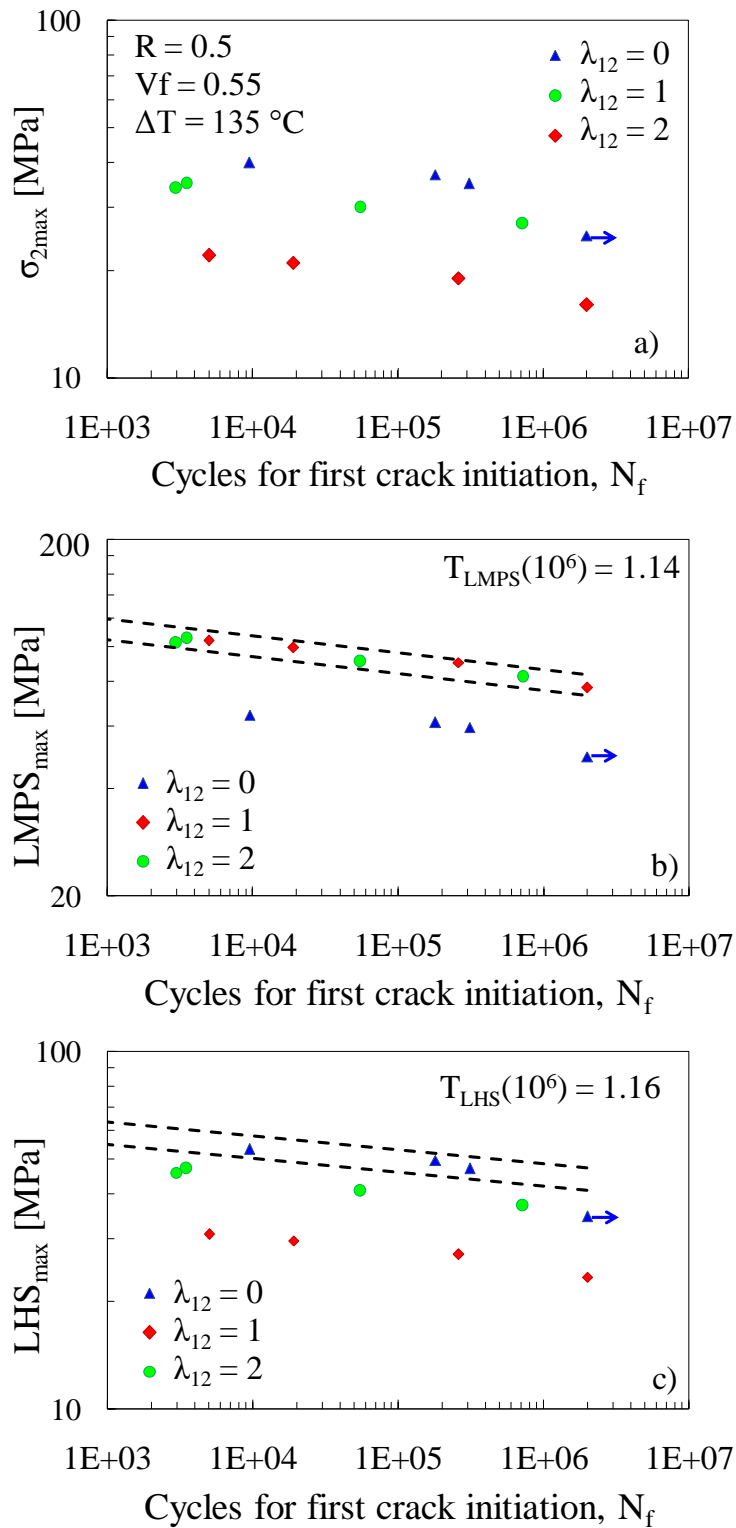 100
R = 0.5
Vf = 0.55
ΔT = 135 °C
λ12 = 0
λ12 = 1
λ12 = 2
σ2max [MPa]
a)
10
1E+03 1E+04 1E+05 1E+06 1E+07
Cycles for first crack initiation, Nf
200
TLMPS(10⁶) = 1.14
LMPSmax [MPa]
λ12 = 0
λ12 = 1
λ12 = 2
b)
20
1E+03 1E+04 1E+05 1E+06 1E+07
Cycles for first crack initiation, Nf
100
TLHS(10⁶) = 1.16
LHSmax [MPa]
λ12 = 0
λ12 = 1
λ12 = 2
c)
10
1E+03 1E+04 1E+05 1E+06 1E+07
Cycles for first crack initiation, Nf